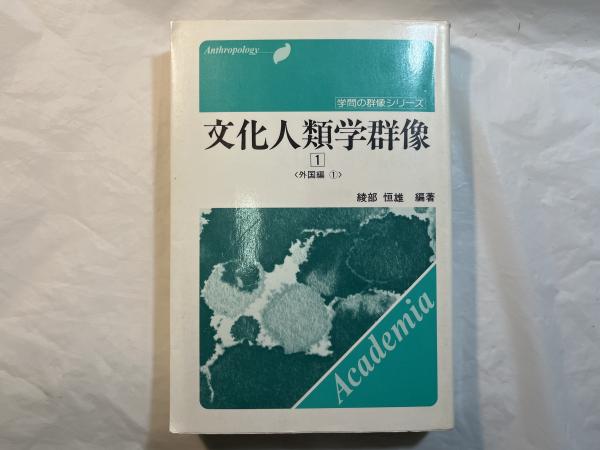 Anthropology
学問の群像シリーズ
文化人類学群像
1
〈外国編 ①〉
綾部 恒雄 編著
Academia